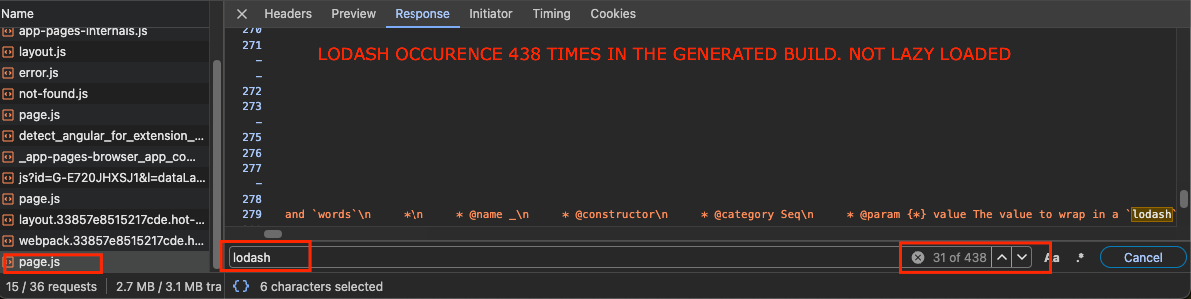 Name
Headers Preview Response Initiator Timing Cookies
app-pages-internals.js
layout.js
error.js
not-found.js
page.js
detect_angular_for_extension_...
_app-pages-browser_app_co...
js?id=G-E720JHXSJ1&l=dataLa...
page.js
layout.33857e8515217cde.hot-...
webpack.33857e8515217cde.h...
page.js
15 / 36 requests 2.7 MB / 3.1 MB tra
270
271
LODASH OCCURENCE 438 TIMES IN THE GENERATED BUILD. NOT LAZY LOADED
-
-
272
273
-
275
276
277
-
278
279 and `words`\n *\n * @name _\n * @constructor\n * @category Seq\n * @param {*} value The value to wrap in a `lodash`
lodash 31 of 438 Aa .* Cancel
{} 6 characters selected